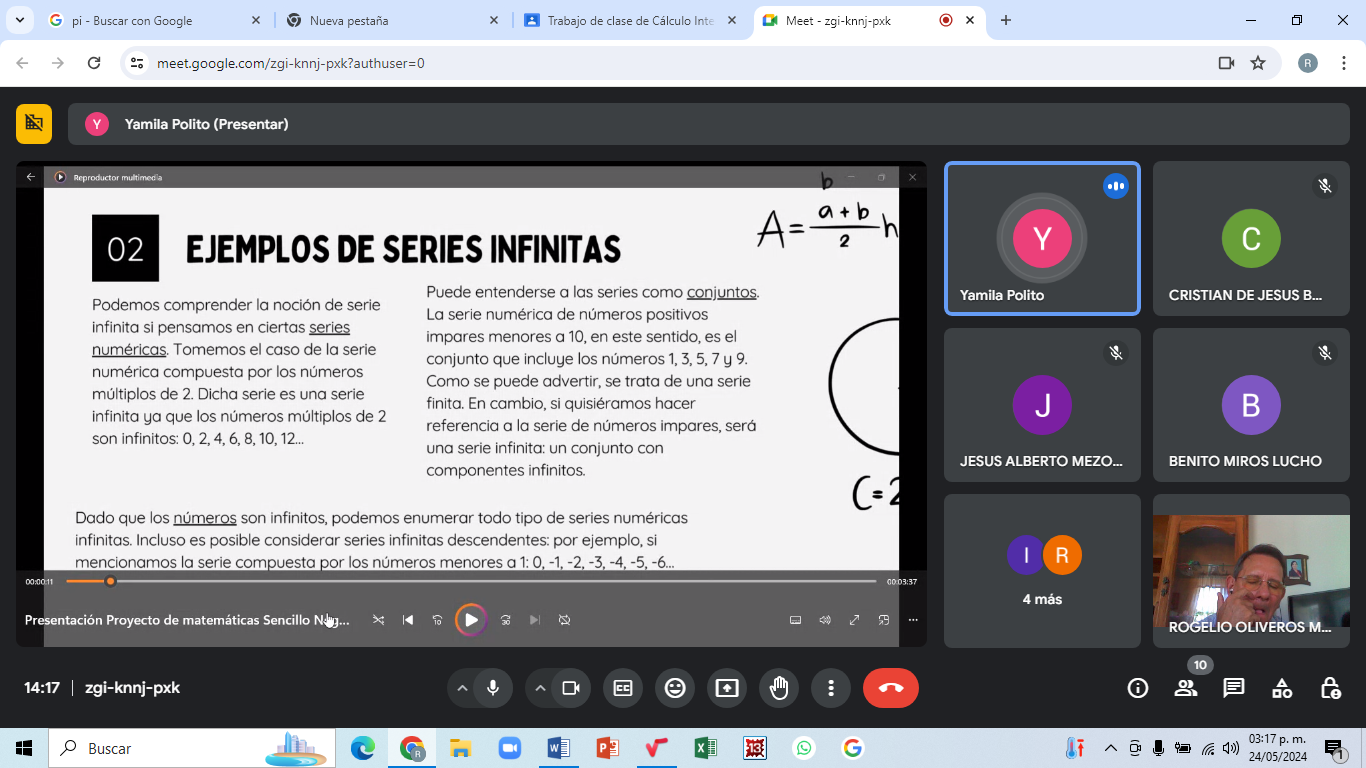 pi - Buscar con Google
Nueva pestaña
Trabajo de clase de Cálculo Inte
Meet - zgi-knnj-pxk
meet.google.com/zgi-knnj-pxk?authuser=0
R
Y
Yamila Polito (Presentar)
Reproductor multimedia
02
EJEMPLOS DE SERIES INFINITAS
Podemos comprender la noción de serie
infinita si pensamos en ciertas series
numéricas. Tomemos el caso de la serie
numérica compuesta por los números
múltiplos de 2. Dicha serie es una serie
infinita ya que los números múltiplos de 2
son infinitos: 0, 2, 4, 6, 8, 10, 12...
Puede entenderse a las series como conjuntos.
La serie numérica de números positivos
impares menores a 10, en este sentido, es el
conjunto que incluye los números 1, 3, 5, 7 y 9.
Como se puede advertir, se trata de una serie
finita. En cambio, si quisiéramos hacer
referencia a la serie de números impares, será
una serie infinita: un conjunto con
componentes infinitos.
Dado que los números son infinitos, podemos enumerar todo tipo de series numéricas
infinitas. Incluso es posible considerar series infinitas descendentes: por ejemplo, si
mencionamos la serie compuesta por los números menores a 1: 0, -1, -2, -3, -4, -5, -6...
b
A = a + b / 2 h
C = 2
00:00:11
00:03:37
Presentación Proyecto de matemáticas Sencillo Neg...
10
30
Y
Yamila Polito
C
CRISTIAN DE JESUS B...
J
JESUS ALBERTO MEZO...
B
BENITO MIROS LUCHO
I
R
4 más
ROGELIO OLIVEROS M...
14:17
zgi-knnj-pxk
10
Buscar
03:17 p. m.
24/05/2024
1